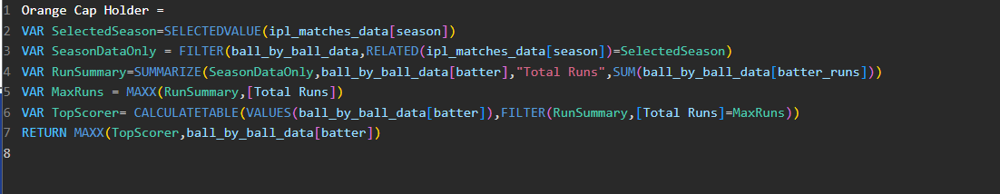 1 Orange Cap Holder =
2 VAR SelectedSeason=SELECTEDVALUE(ipl_matches_data[season])
3 VAR SeasonDataOnly = FILTER(ball_by_ball_data,RELATED(ipl_matches_data[season])=SelectedSeason)
4 VAR RunSummary=SUMMARIZE(SeasonDataOnly,ball_by_ball_data[batter],"Total Runs",SUM(ball_by_ball_data[batter_runs]))
5 VAR MaxRuns = MAXX(RunSummary,[Total Runs])
6 VAR TopScorer= CALCULATETABLE(VALUES(ball_by_ball_data[batter]),FILTER(RunSummary,[Total Runs]=MaxRuns))
7 RETURN MAXX(TopScorer,ball_by_ball_data[batter])
8